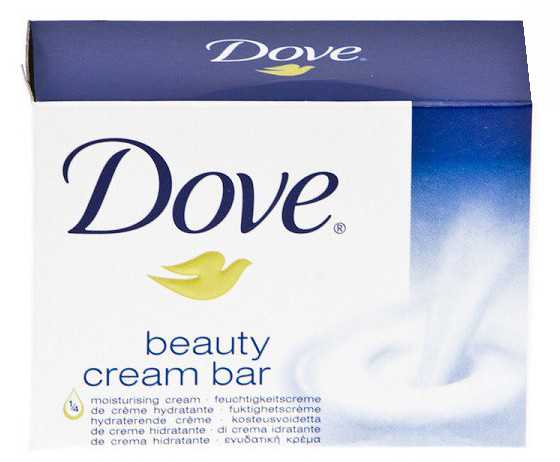 Dove
Dove®
beauty
cream bar
1/4
moisturising cream · feuchtigkeitscreme
de crème hydratante · fuktighetscrème
hydraterende crème · kosteusvoidetta
de creme hidratante · di crema idratante
de crema hidratante · ενυδατική κρέμα